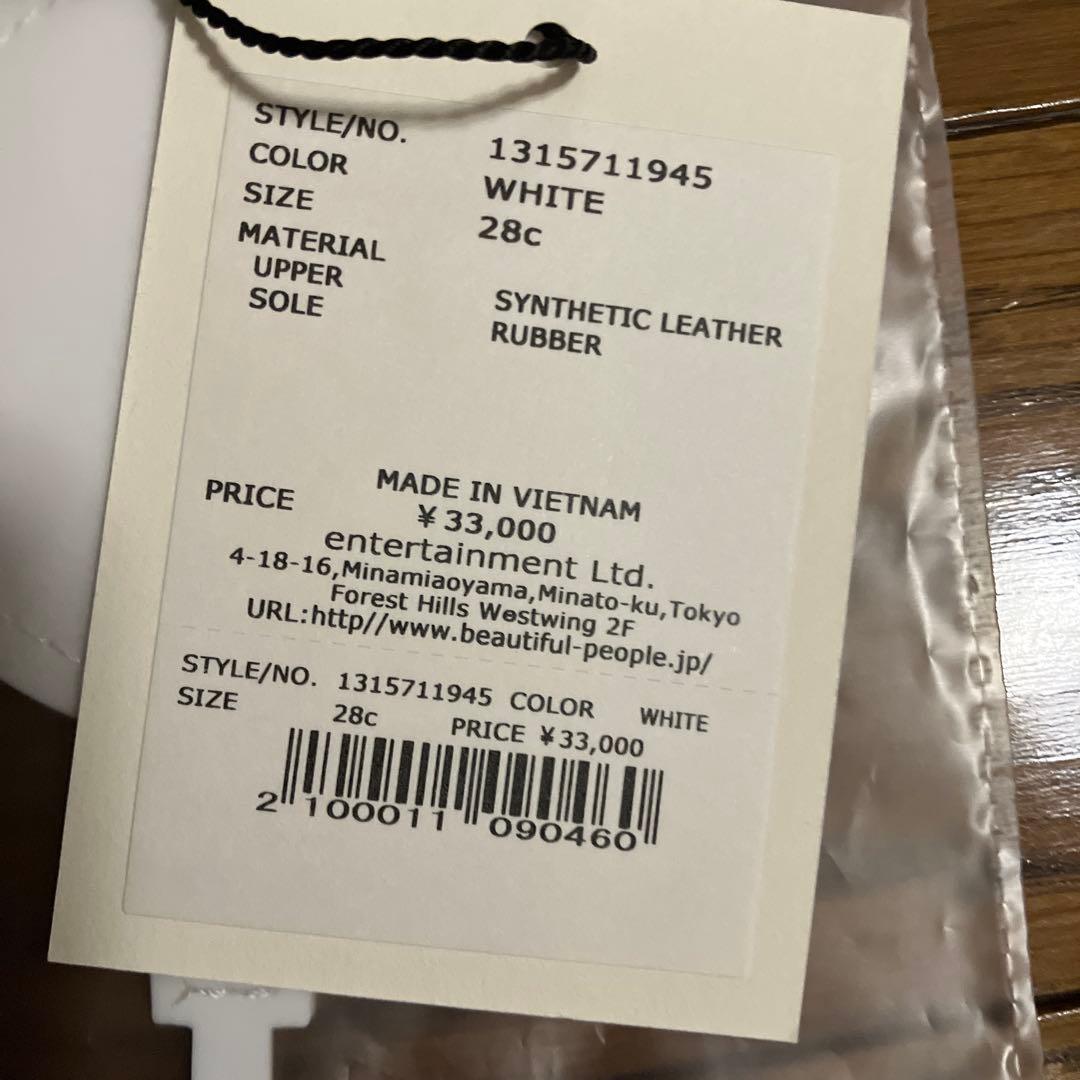 STYLE/NO. 1315711945
COLOR WHITE
SIZE 28c
MATERIAL
UPPER SYNTHETIC LEATHER
SOLE RUBBER
MADE IN VIETNAM
PRICE ¥33,000
entertainment Ltd.
4-18-16,Minamiaoyama,Minato-ku,Tokyo
Forest Hills Westwing 2F
URL:http//www.beautiful-people.jp/
STYLE/NO. 1315711945 COLOR WHITE
SIZE 28c PRICE ¥33,000
2 100011 090460